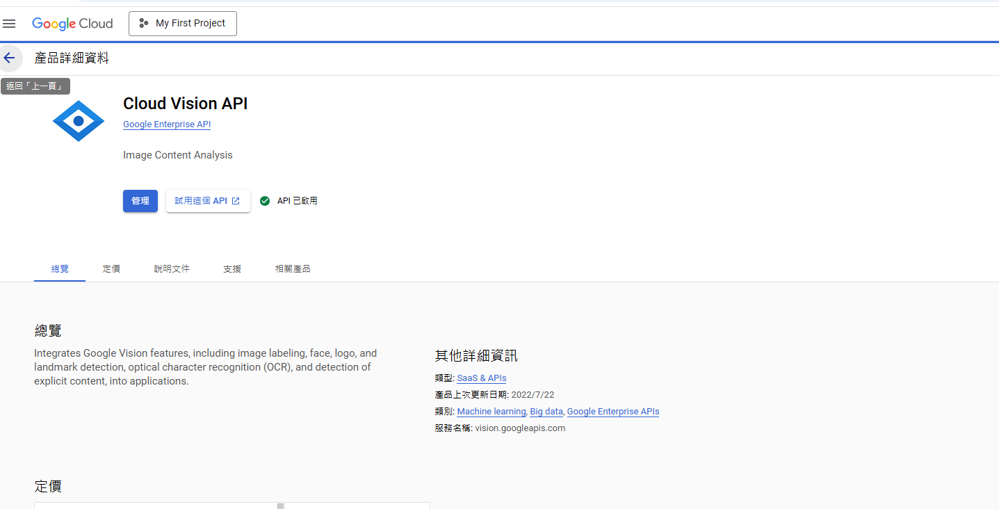 Google Cloud
My First Project
產品詳細資料
返回「上一頁」
Cloud Vision API
Google Enterprise API
Image Content Analysis
管理
試用這個 API
API 已啟用
總覽
定價
說明文件
支援
相關產品
總覽
Integrates Google Vision features, including image labeling, face, logo, and
landmark detection, optical character recognition (OCR), and detection of
explicit content, into applications.
其他詳細資訊
類型: SaaS & APIs
產品上次更新日期: 2022/7/22
類別: Machine learning, Big data, Google Enterprise APIs
服務名稱: vision.googleapis.com
定價